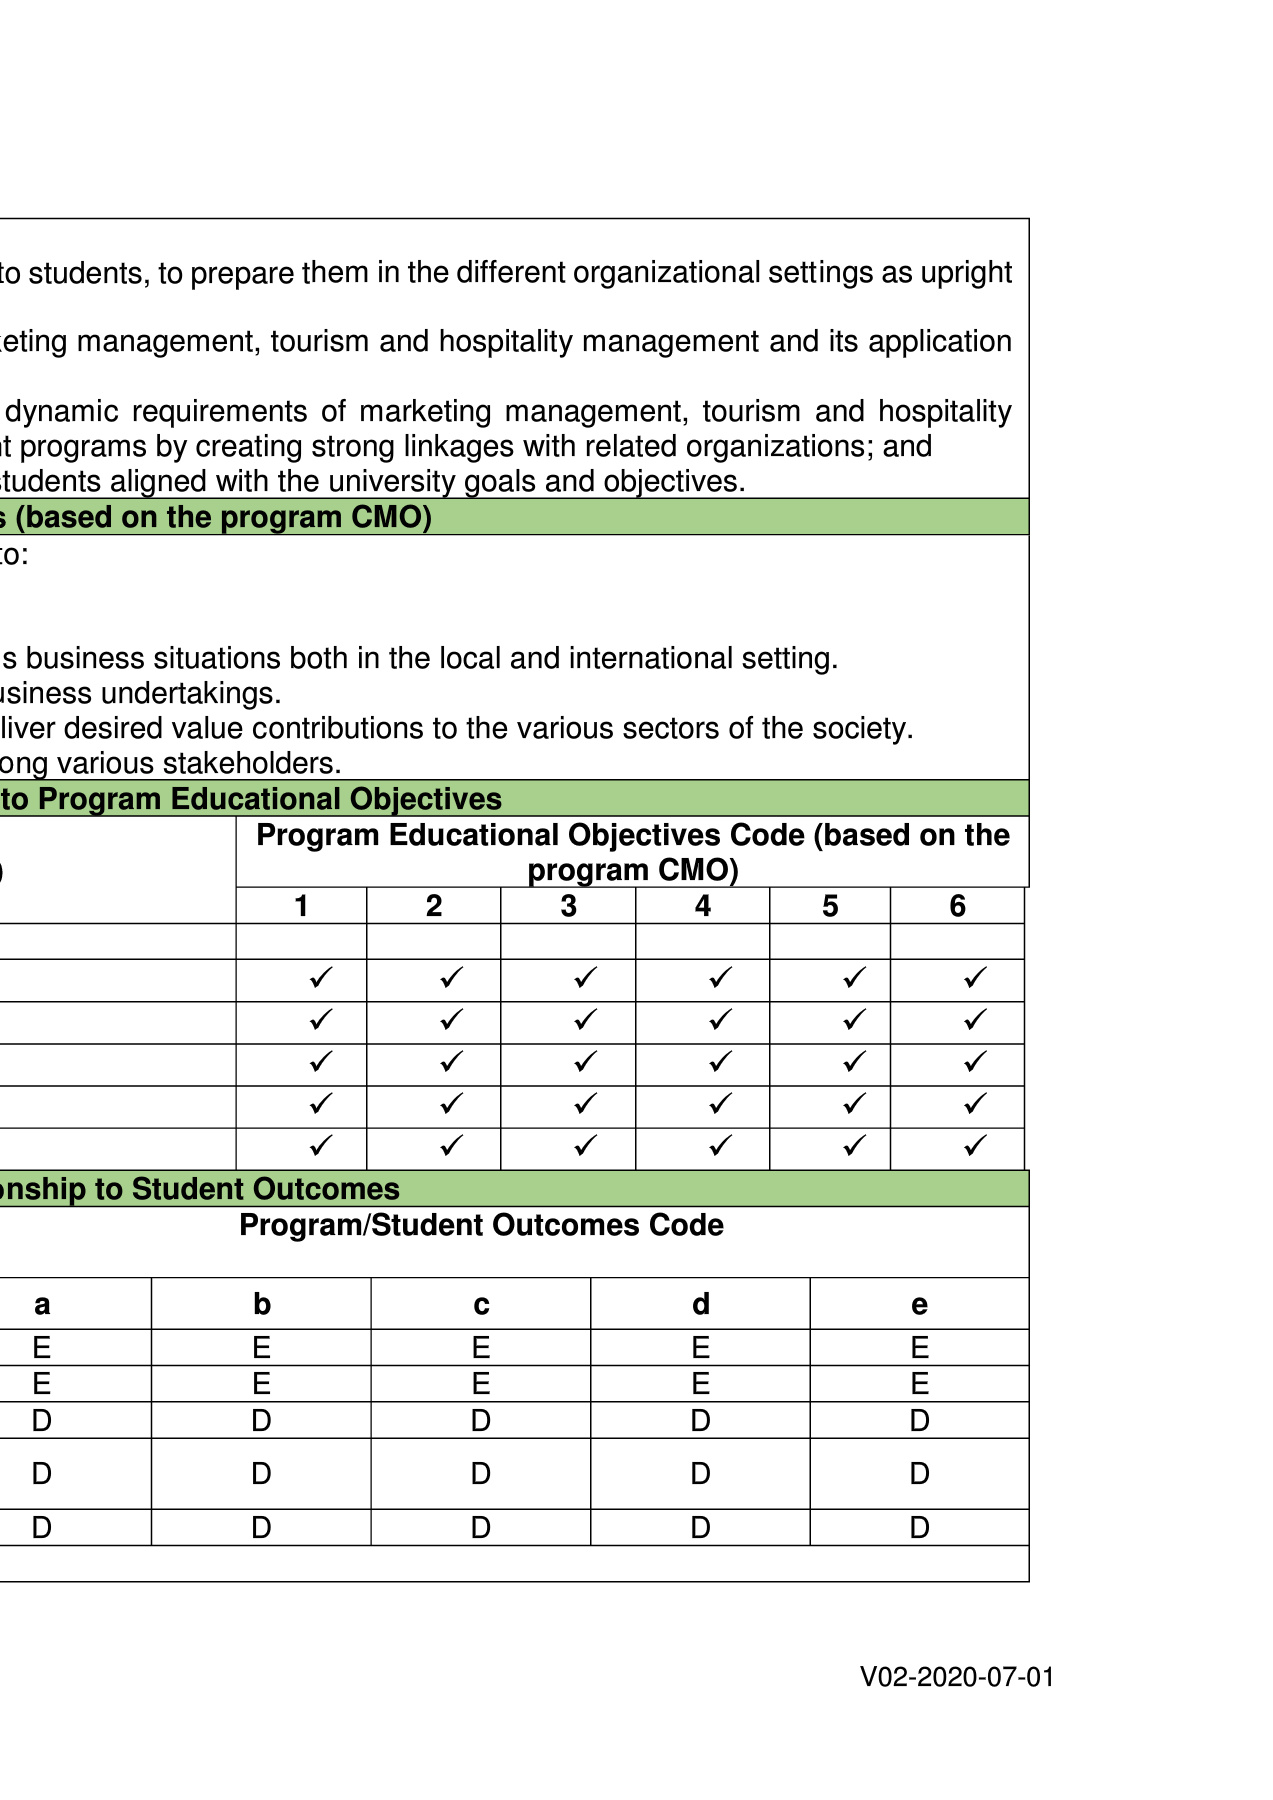 to students, to prepare them in the different organizational settings as upright
keting management, tourism and hospitality management and its application
dynamic requirements of marketing management, tourism and hospitality
t programs by creating strong linkages with related organizations; and
students aligned with the university goals and objectives.
s (based on the program CMO)
to:
s business situations both in the local and international setting.
usiness undertakings.
liver desired value contributions to the various sectors of the society.
ong various stakeholders.
to Program Educational Objectives
Program Educational Objectives Code (based on the
program CMO)
)
1 2 3 4 5 6
✓ ✓ ✓ ✓ ✓ ✓
✓ ✓ ✓ ✓ ✓ ✓
✓ ✓ ✓ ✓ ✓ ✓
✓ ✓ ✓ ✓ ✓ ✓
✓ ✓ ✓ ✓ ✓ ✓
onship to Student Outcomes
Program/Student Outcomes Code
a b c d e
E E E E E
E E E E E
D D D D D
D D D D D
D D D D D
V02-2020-07-01